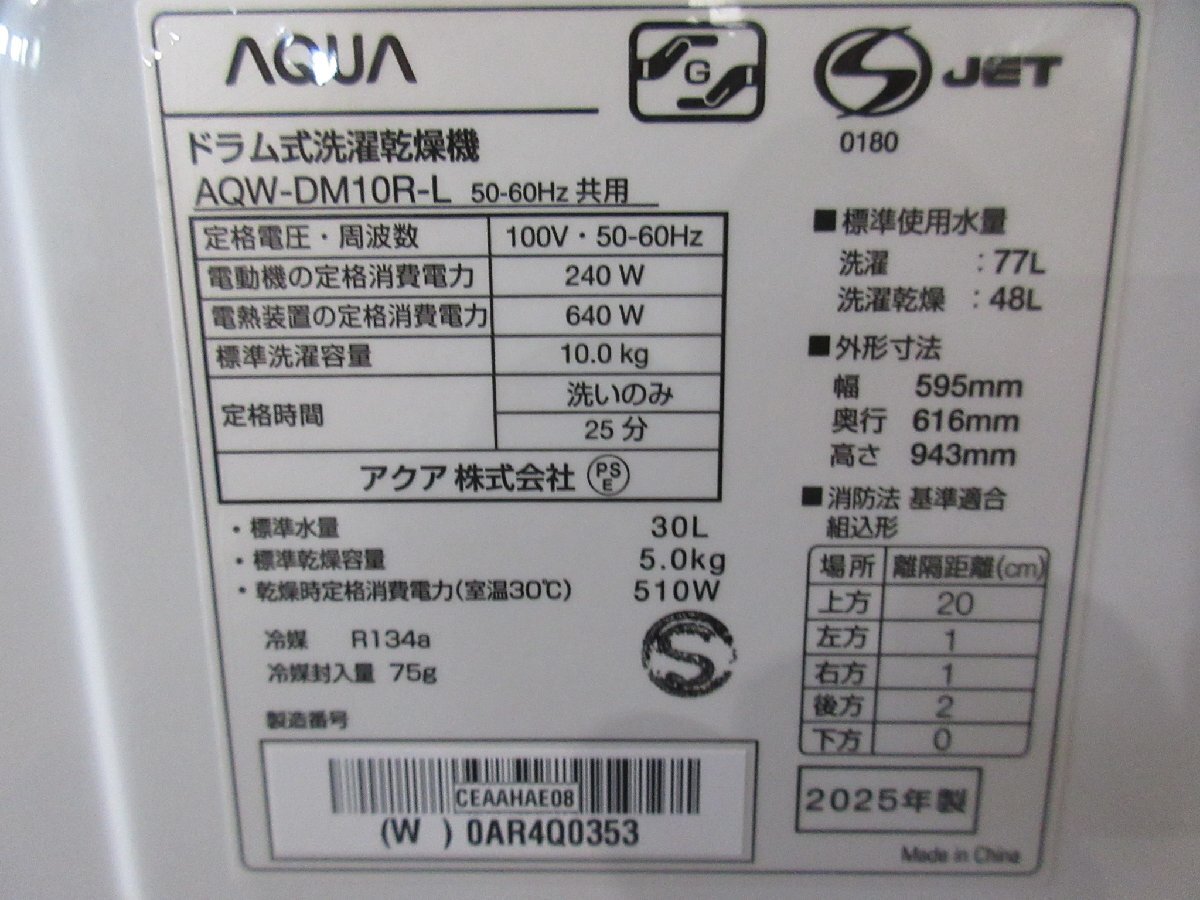 AQUA
G
S JET
0180
ドラム式洗濯乾燥機
AQW-DM10R-L 50-60Hz 共用
定格電圧・周波数 100V・50-60Hz
電動機の定格消費電力 240 W
電熱装置の定格消費電力 640 W
標準洗濯容量 10.0 kg
定格時間 洗いのみ
25 分
アクア 株式会社 PSE
・標準水量 30L
・標準乾燥容量 5.0kg
・乾燥時定格消費電力(室温30℃) 510W
冷媒 R134a
冷媒封入量 75g
S
製造番号
CEAAHAE08
(W ) 0AR4Q0353
■標準使用水量
洗濯 : 77L
洗濯乾燥 : 48L
■外形寸法
幅 595mm
奥行 616mm
高さ 943mm
■消防法 基準適合
組込形
場所 離隔距離(cm)
上方 20
左方 1
右方 1
後方 2
下方 0
2025年製
Made in China